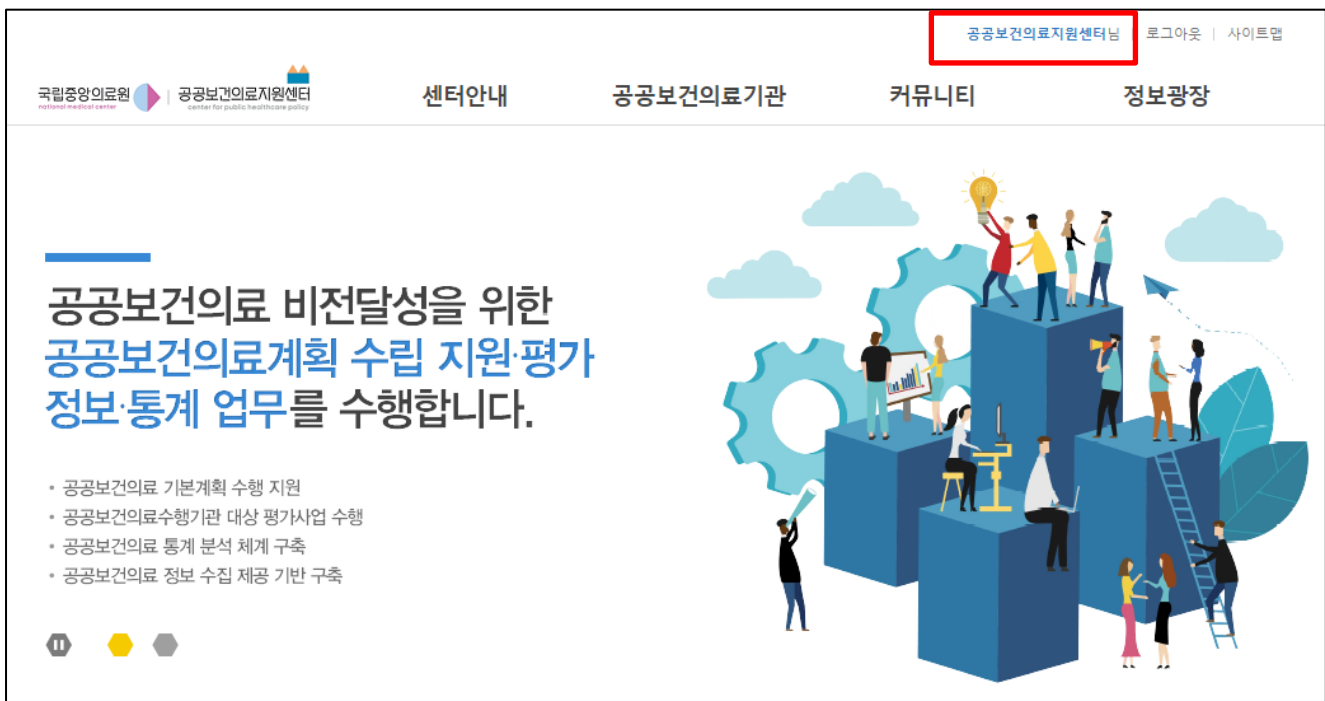 공공보건의료지원센터님 | 로그아웃 | 사이트맵
국립중앙의료원 | 공공보건의료지원센터
national medical center center for public healthcare policy
센터안내 공공보건의료기관 커뮤니티 정보광장
공공보건의료 비전달성을 위한
공공보건의료계획 수립 지원·평가
정보·통계 업무를 수행합니다.
• 공공보건의료 기본계획 수행 지원
• 공공보건의료수행기관 대상 평가사업 수행
• 공공보건의료 통계 분석 체계 구축
• 공공보건의료 정보 수집 제공 기반 구축